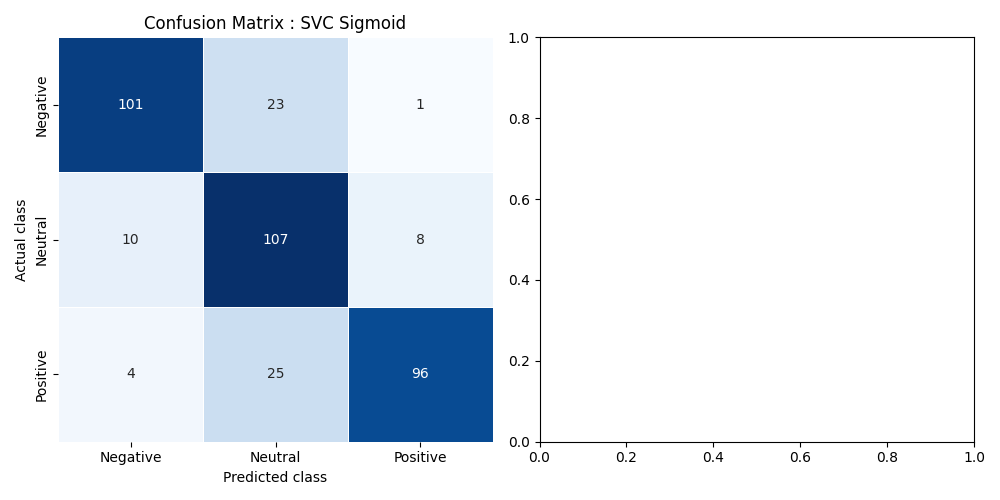 Confusion Matrix : SVC Sigmoid
Actual class
Negative
101 23 1
Neutral
10 107 8
Positive
4 25 96
Negative Neutral Positive
Predicted class
1.0
0.8
0.6
0.4
0.2
0.0
0.0 0.2 0.4 0.6 0.8 1.0